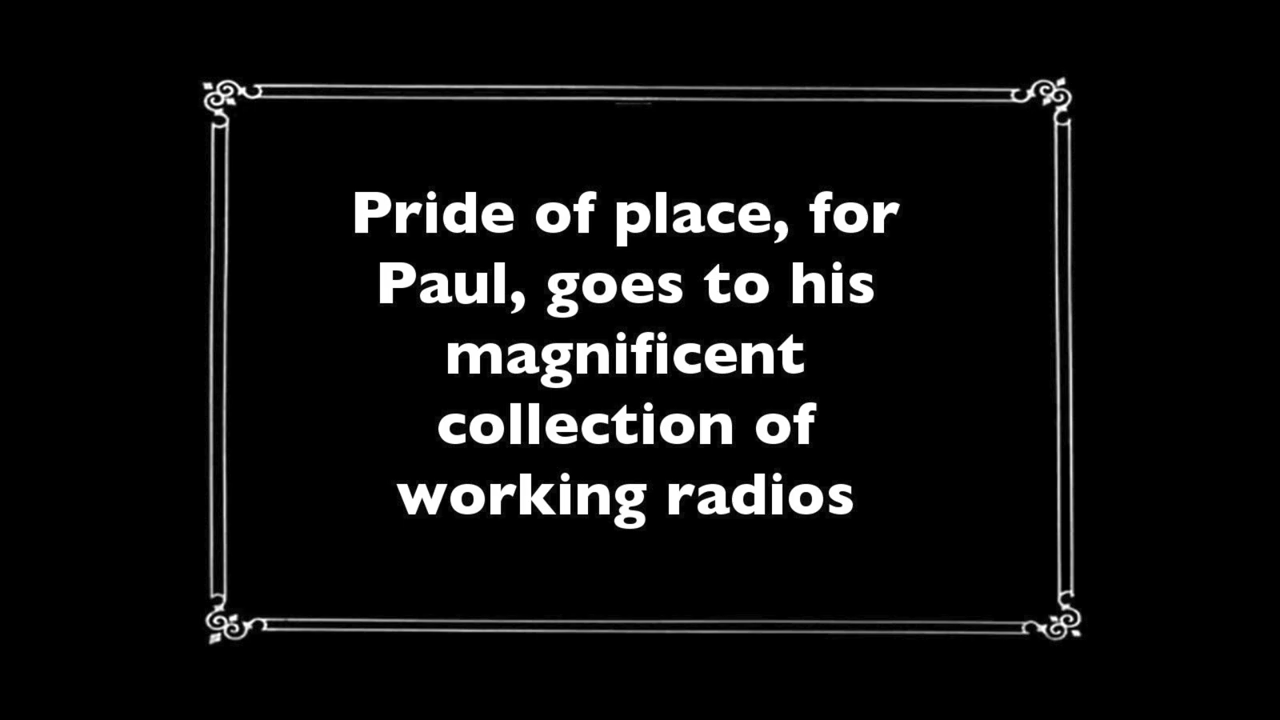 Pride of place, for
Paul, goes to his
magnificent
collection of
working radios